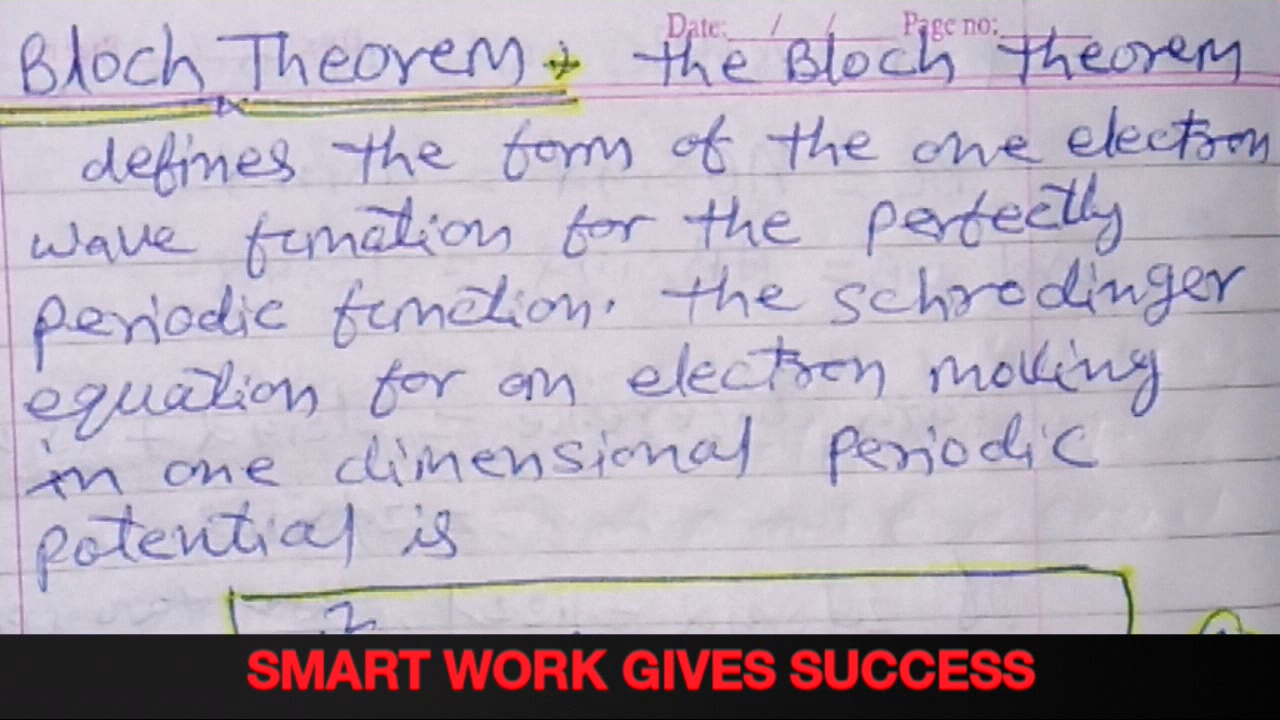 Date: / / Page no:
Bloch Theorem → the Bloch theorem
defines the form of the one electron
wave function for the perfectly
periodic function. the schrodinger
equation for an electron moving
in one dimensional periodic
potential is
2
SMART WORK GIVES SUCCESS